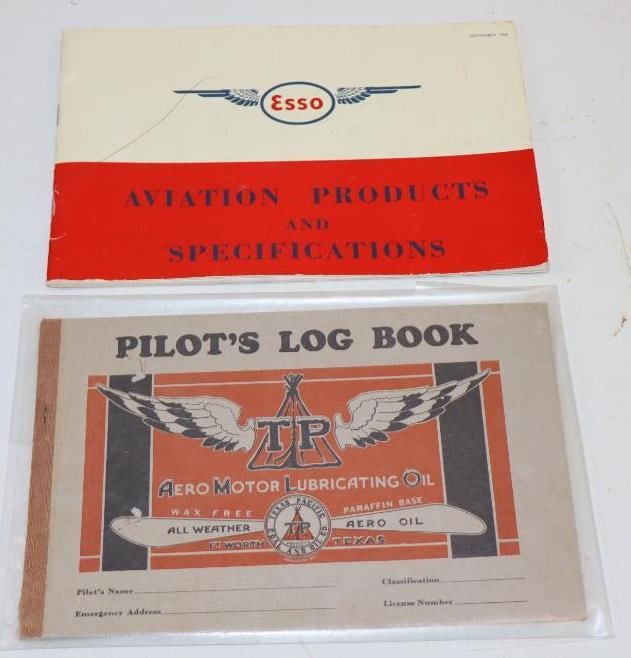 SEPTEMBER
Esso
AVIATION PRODUCTS
AND
SPECIFICATIONS
PILOT'S LOG BOOK
TP
AERO MOTOR LUBRICATING OIL
WAX FREE PARAFFIN BASE
ALL WEATHER AERO OIL
TEXAS PACIFIC
TP
COAL AND OIL CO.
FT WORTH TEXAS
Pilot's Name
Classification
Emergency Address
License Number